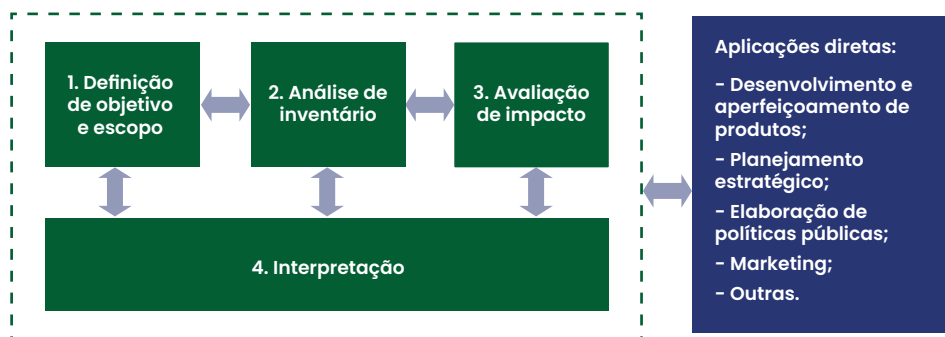 1. Definição
de objetivo
e escopo
2. Análise de
inventário
3. Avaliação
de impacto
4. Interpretação
Aplicações diretas:
- Desenvolvimento e
aperfeiçoamento de
produtos;
- Planejamento
estratégico;
- Elaboração de
políticas públicas;
- Marketing;
- Outras.